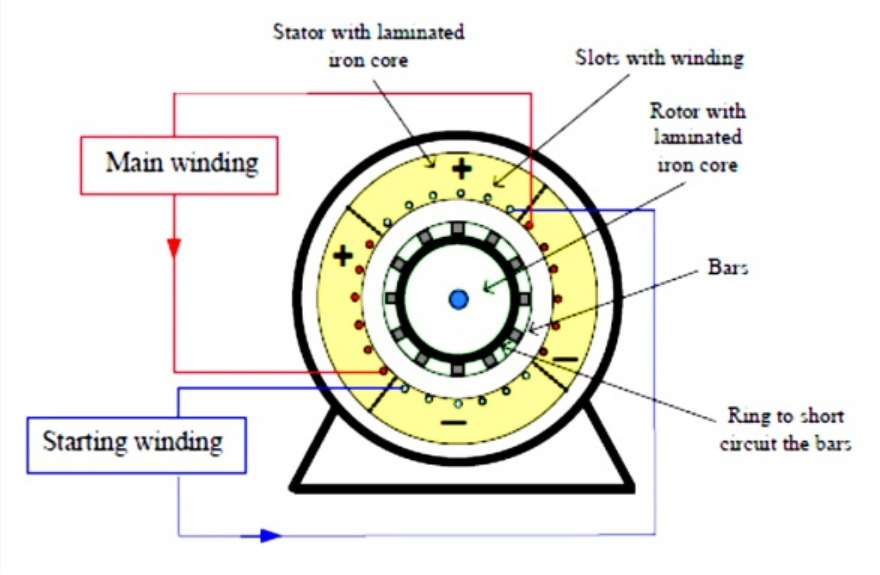 Stator with laminated
iron core
Slots with winding
Rotor with
laminated
iron core
Main winding
+
+
Bars
−
−
Ring to short
circuit the bars
Starting winding